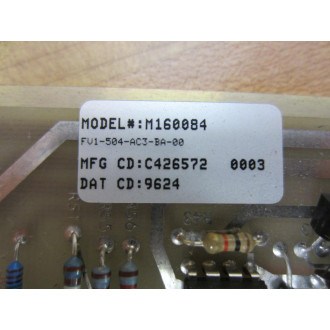 MODEL#:M160084
FV1-504-AC3-BA-00
MFG CD:C426572 0003
DAT CD:9624